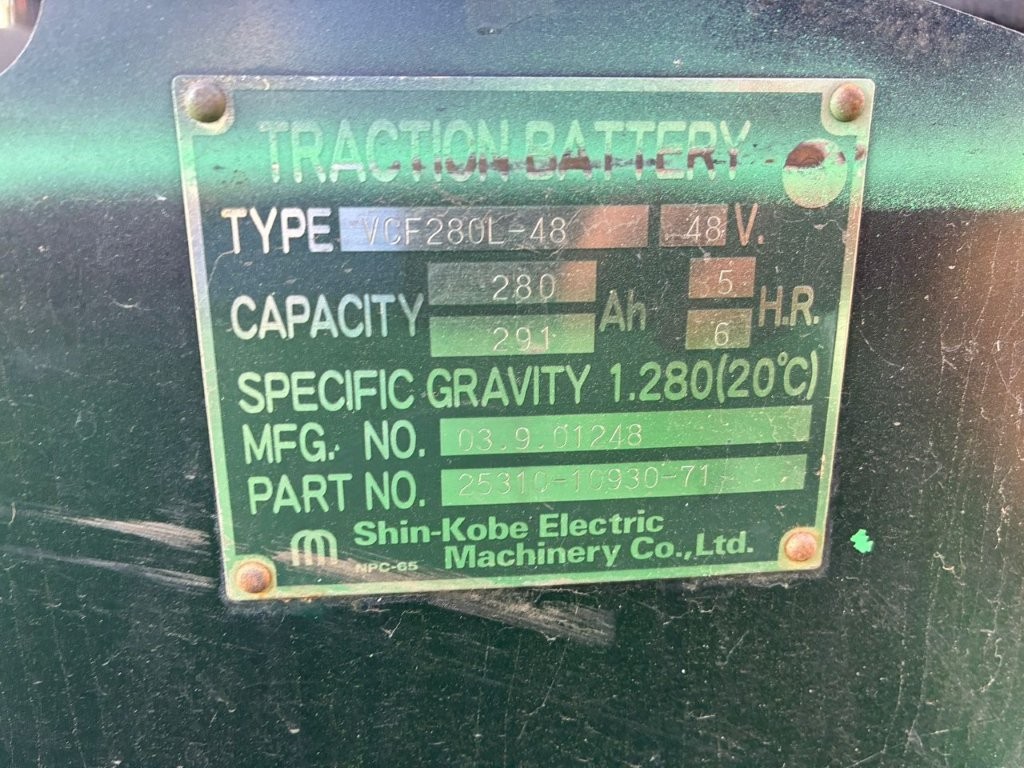 TRACTION BATTERY
TYPE VCF280L-48 48 V.
CAPACITY 280 Ah 5 H.R.
291 6
SPECIFIC GRAVITY 1.280(20°C)
MFG. NO. 03.9.01248
PART NO. 25310-10930-71
Shin-Kobe Electric
NPC-65 Machinery Co.,Ltd.